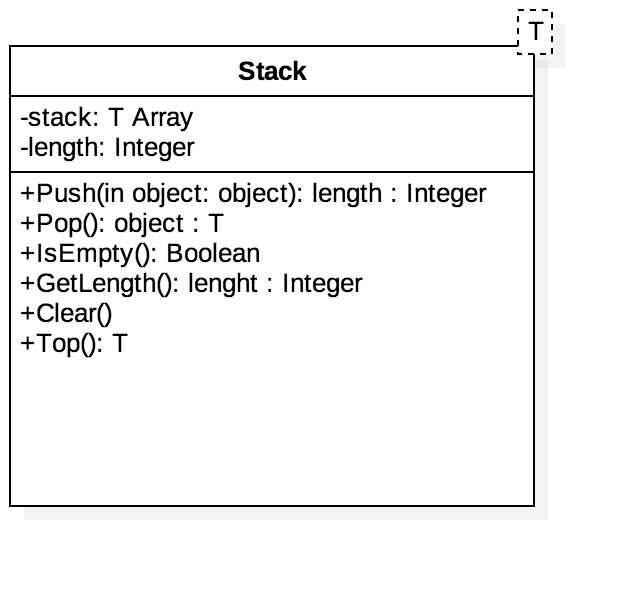 T
Stack
-stack: T Array
-length: Integer
+Push(in object: object): length : Integer
+Pop(): object : T
+IsEmpty(): Boolean
+GetLength(): lenght : Integer
+Clear()
+Top(): T